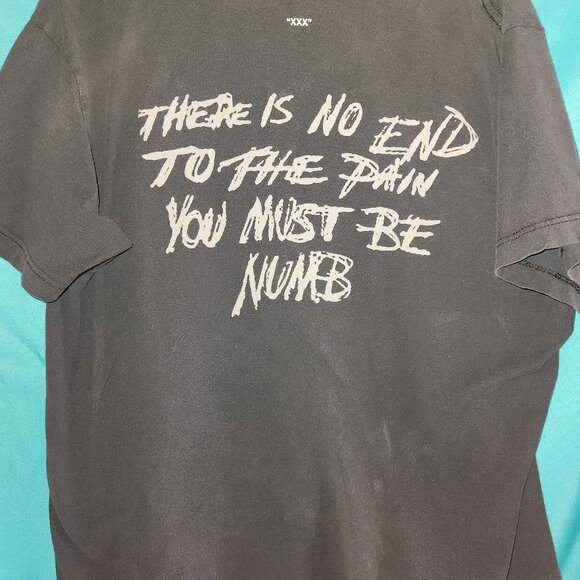 "XXX"
THERE IS NO END
TO THE PAIN
YOU MUST BE
NUMB